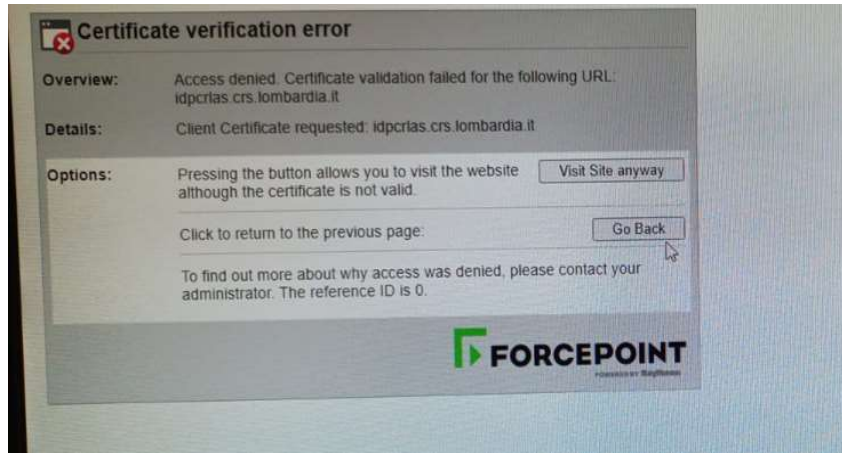 Certificate verification error
Overview:
Access denied. Certificate validation failed for the following URL:
idpcrlas.crs.lombardia.it
Details:
Client Certificate requested: idpcrlas.crs.lombardia.it
Options:
Pressing the button allows you to visit the website
although the certificate is not valid.
Visit Site anyway
Click to return to the previous page:
Go Back
To find out more about why access was denied, please contact your
administrator. The reference ID is 0.
FORCEPOINT
POWERED BY Raytheon